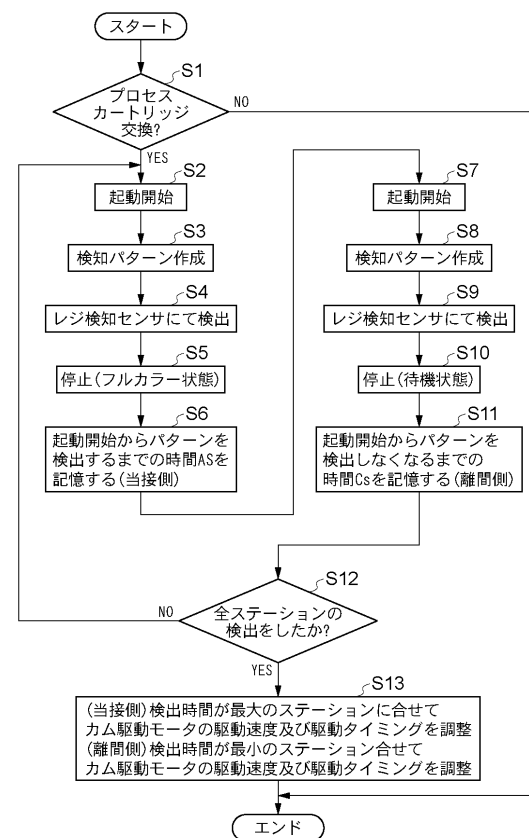 スタート
S1
プロセス
カートリッジ
交換?
NO
YES
S2
起動開始
S3
検知パターン作成
S4
レジ検知センサにて検出
S5
停止(フルカラー状態)
S6
起動開始からパターンを
検出するまでの時間ASを
記憶する(当接側)
S7
起動開始
S8
検知パターン作成
S9
レジ検知センサにて検出
S10
停止(待機状態)
S11
起動開始からパターンを
検出しなくなるまでの
時間Csを記憶する(離間側)
S12
全ステーションの
検出をしたか?
NO
YES
S13
(当接側)検出時間が最大のステーションに合せて
カム駆動モータの駆動速度及び駆動タイミングを調整
(離間側)検出時間が最小のステーション合せて
カム駆動モータの駆動速度及び駆動タイミングを調整
エンド